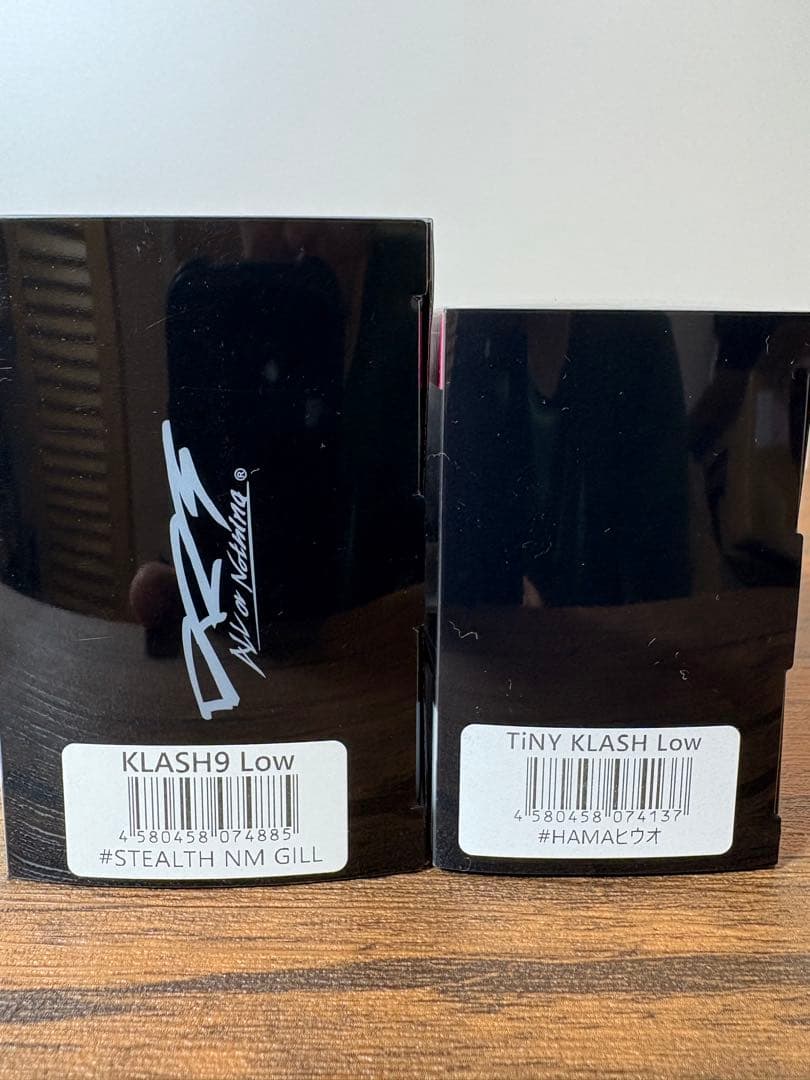 DRT
All or Nothing®
KLASH9 Low
4 580458 074885
#STEALTH NM GILL
TiNY KLASH Low
4 580458 074137
#HAMAヒウオ